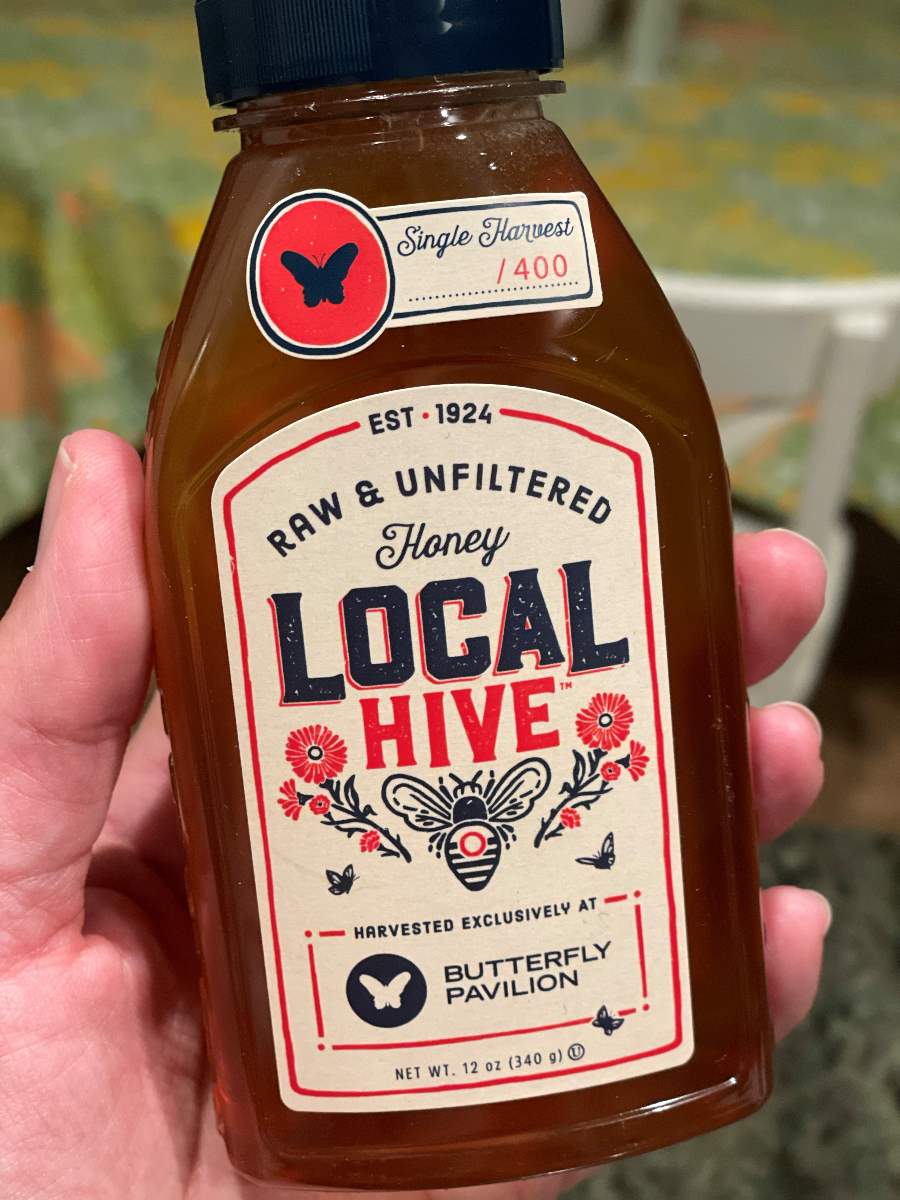 Single Harvest
/400
EST · 1924
RAW & UNFILTERED
Honey
LOCAL
HIVE™
HARVESTED EXCLUSIVELY AT
BUTTERFLY
PAVILION
NET WT. 12 oz (340 g) Ⓤ